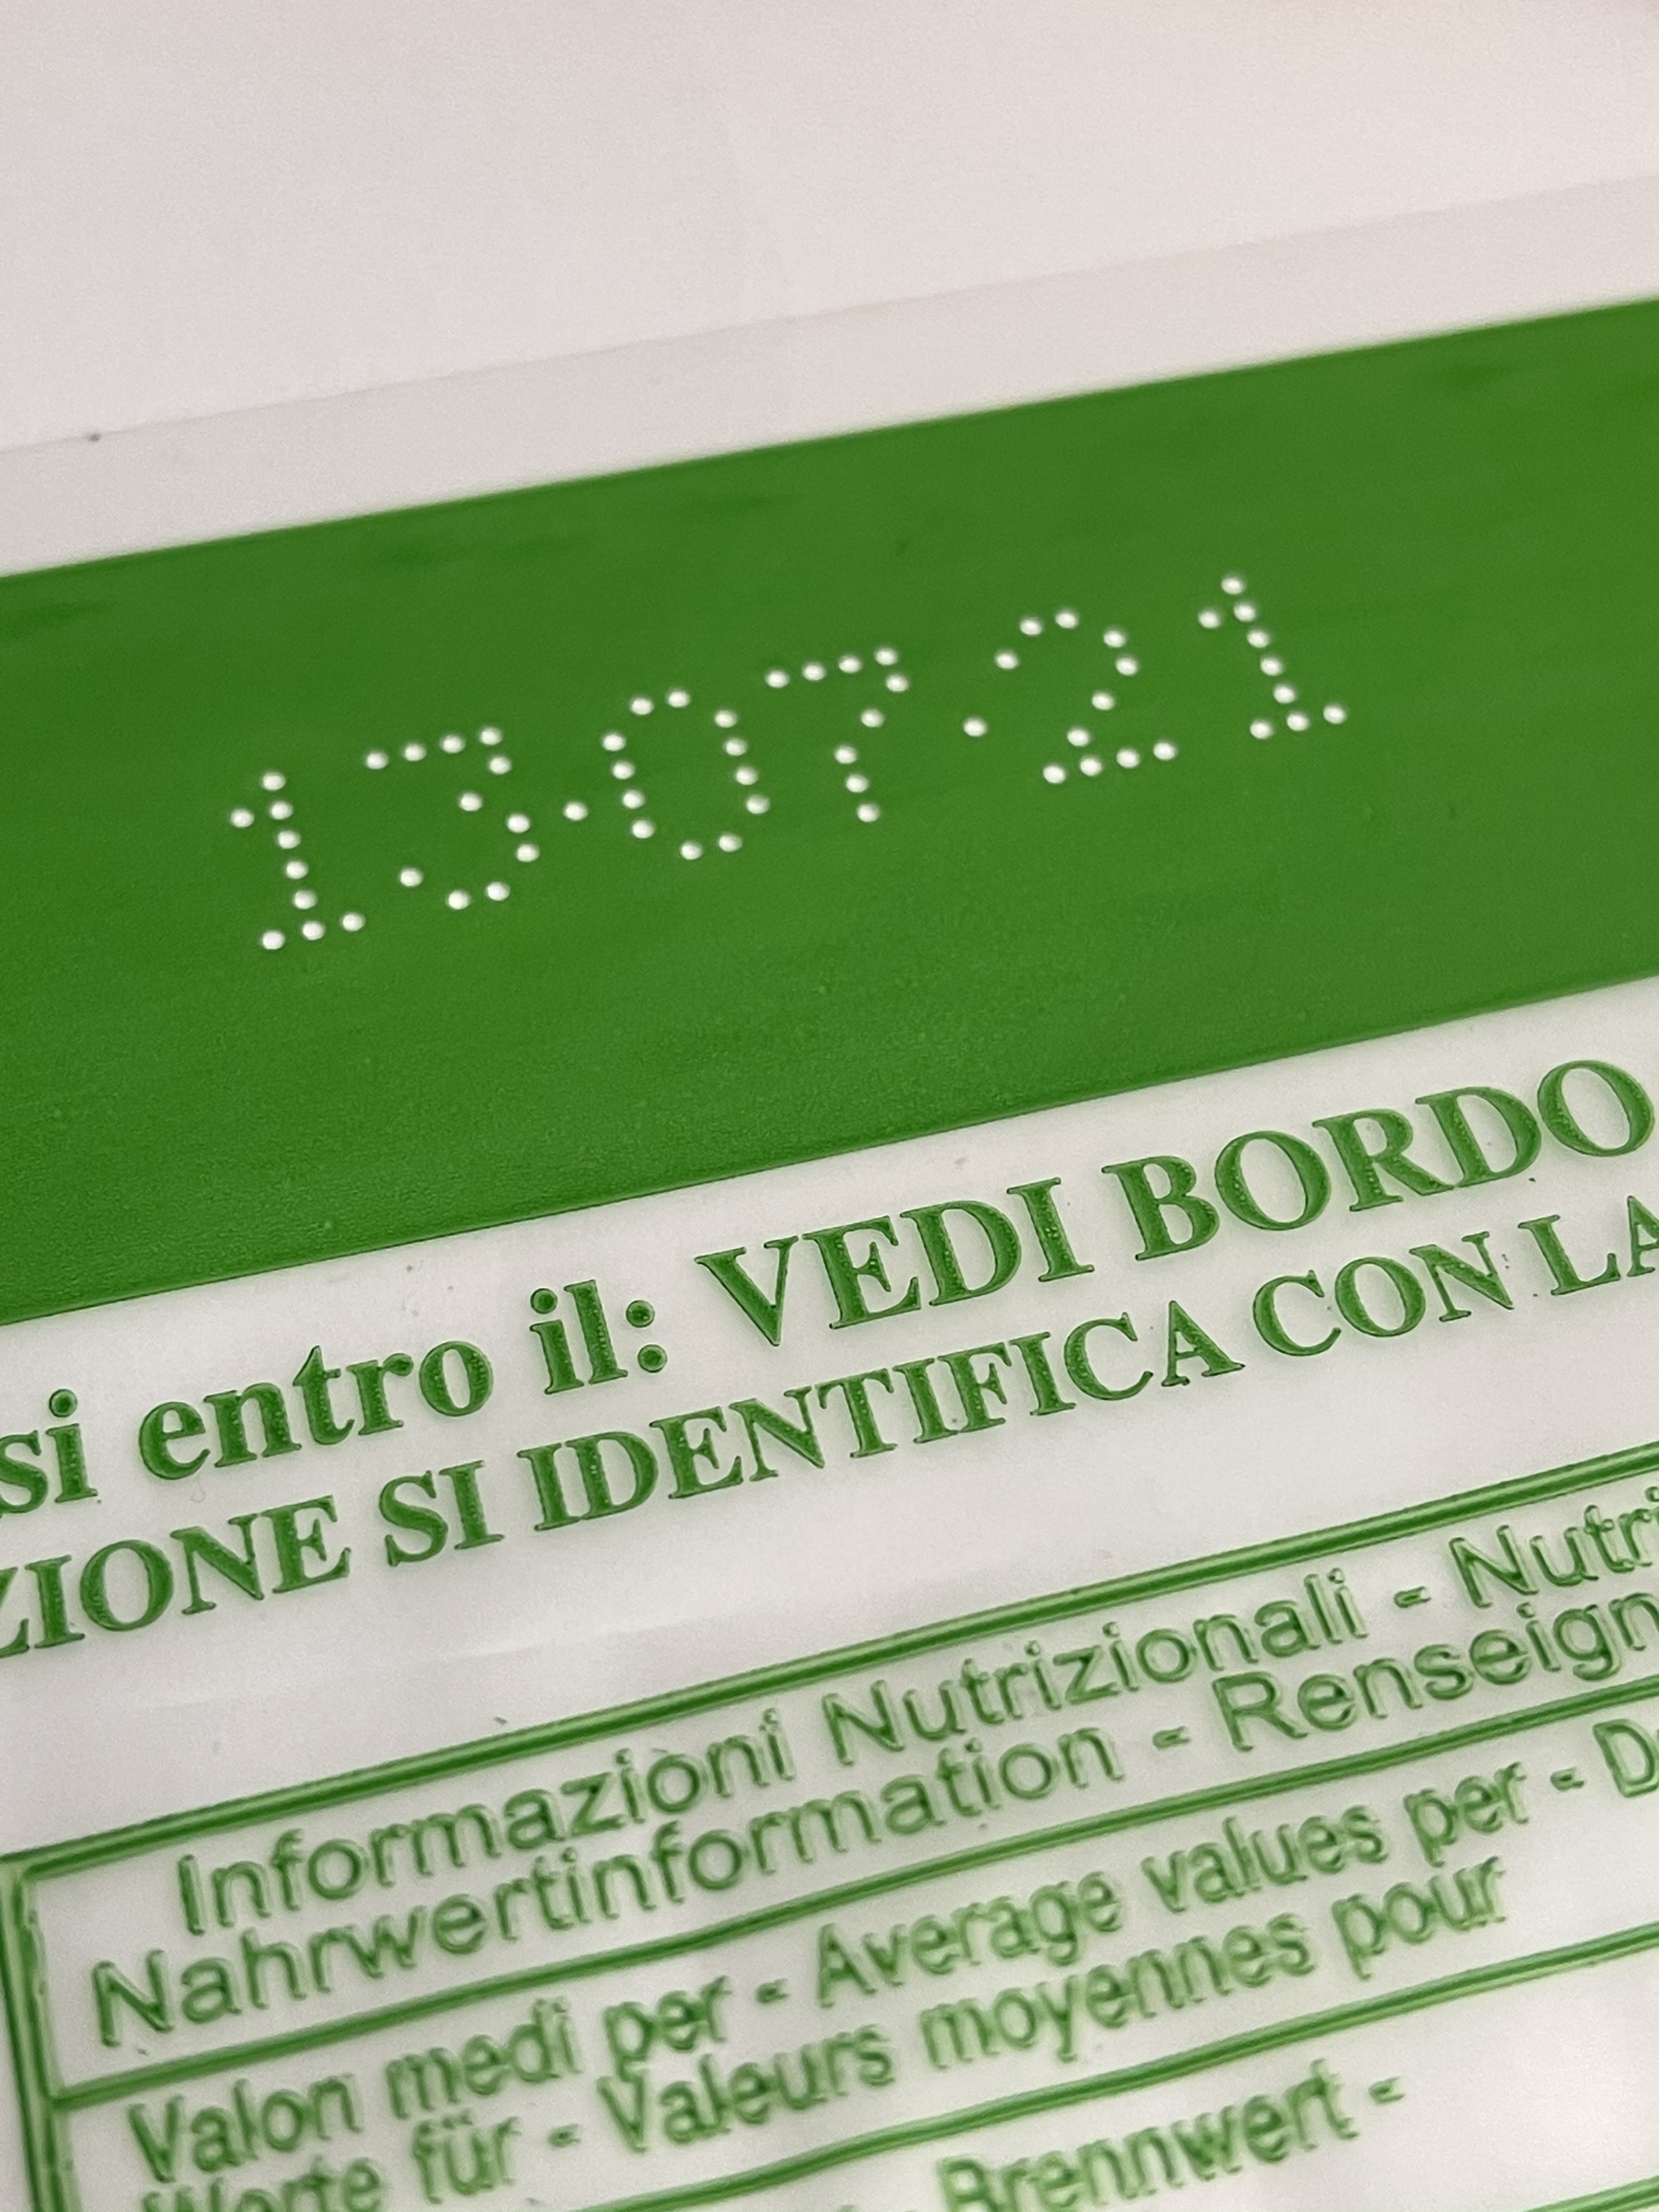 13·07·21
si entro il: VEDI BORDO
ZIONE SI IDENTIFICA CON LA
Informazioni Nutrizionali - Nutri
Nahrwertinformation - Renseign
Valori medi per - Average values per - D
Werte für - Valeurs moyennes pour
Brennwert -